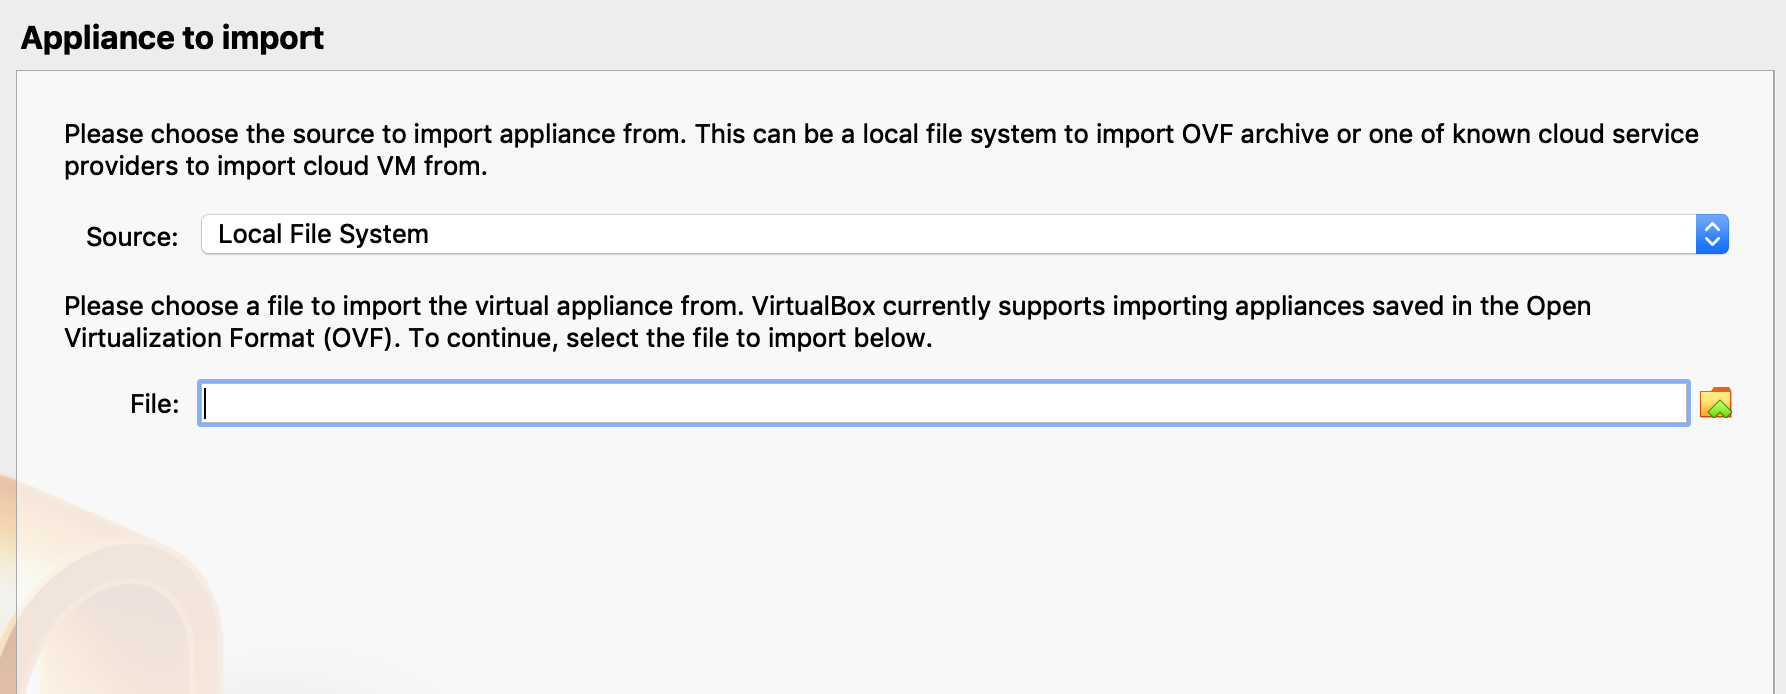 Appliance to import
Please choose the source to import appliance from. This can be a local file system to import OVF archive or one of known cloud service
providers to import cloud VM from.
Source: Local File System
Please choose a file to import the virtual appliance from. VirtualBox currently supports importing appliances saved in the Open
Virtualization Format (OVF). To continue, select the file to import below.
File: